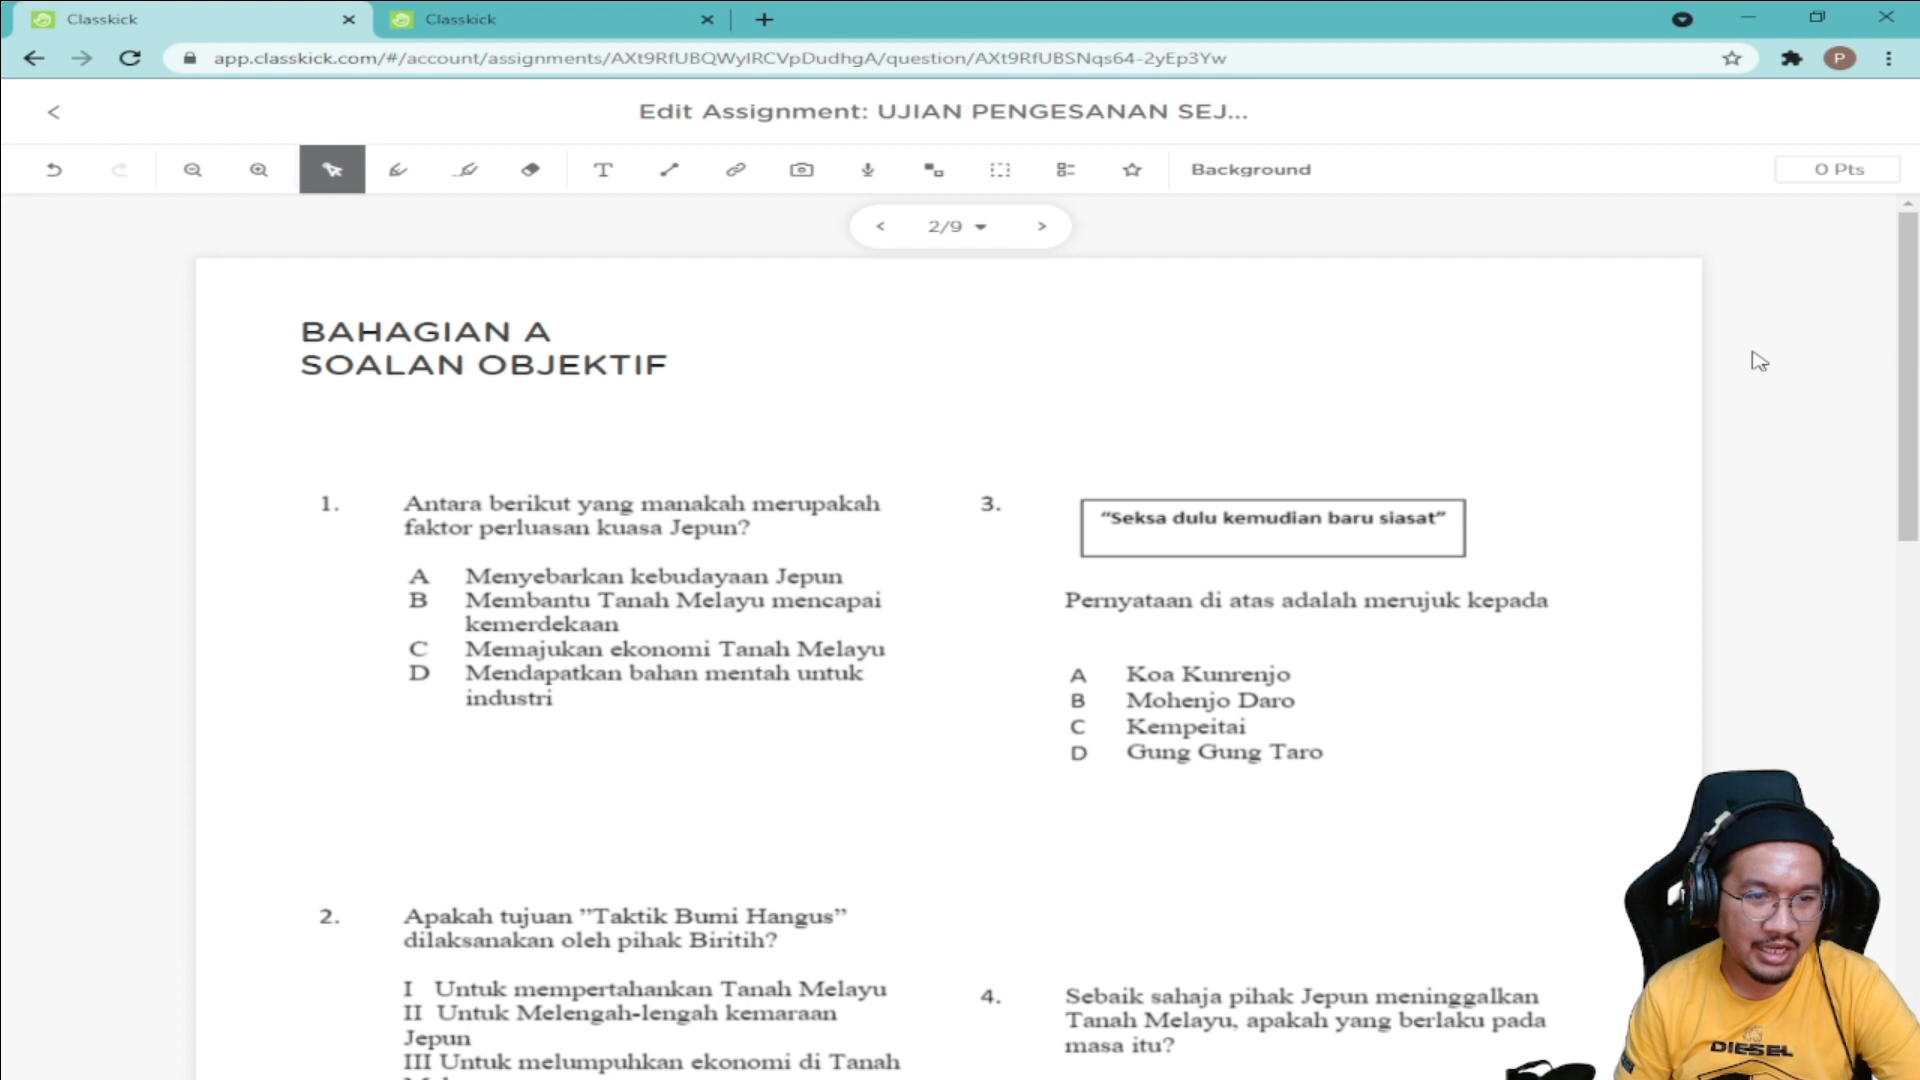 Classkick
Classkick
app.classkick.com/#/account/assignments/AXt9RfUBQWyIRCVpDudhgA/question/AXt9RfUBSNqs64-2yEp3Yw
P
Edit Assignment: UJIAN PENGESANAN SEJ...
T
Background
0 Pts
2/9
BAHAGIAN A
SOALAN OBJEKTIF
1. Antara berikut yang manakah merupakah
faktor perluasan kuasa Jepun?
A Menyebarkan kebudayaan Jepun
B Membantu Tanah Melayu mencapai
kemerdekaan
C Memajukan ekonomi Tanah Melayu
D Mendapatkan bahan mentah untuk
industri
2. Apakah tujuan ”Taktik Bumi Hangus”
dilaksanakan oleh pihak Biritih?
I Untuk mempertahankan Tanah Melayu
II Untuk Melengah-lengah kemaraan
Jepun
III Untuk melumpuhkan ekonomi di Tanah
3.
“Seksa dulu kemudian baru siasat”
Pernyataan di atas adalah merujuk kepada
A Koa Kunrenjo
B Mohenjo Daro
C Kempeitai
D Gung Gung Taro
4. Sebaik sahaja pihak Jepun meninggalkan
Tanah Melayu, apakah yang berlaku pada
masa itu?
DIESEL